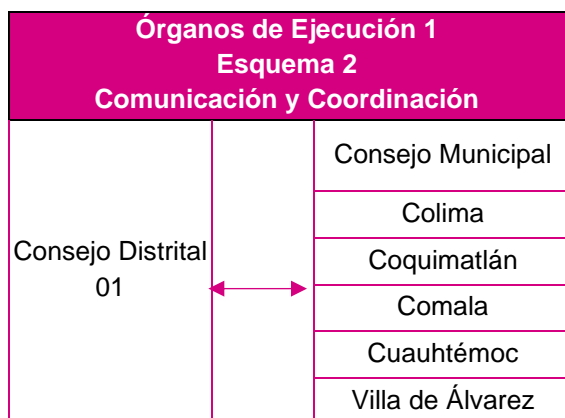 Órganos de Ejecución 1
Esquema 2
Comunicación y Coordinación
Consejo Distrital
01
Consejo Municipal
Colima
Coquimatlán
Comala
Cuauhtémoc
Villa de Álvarez